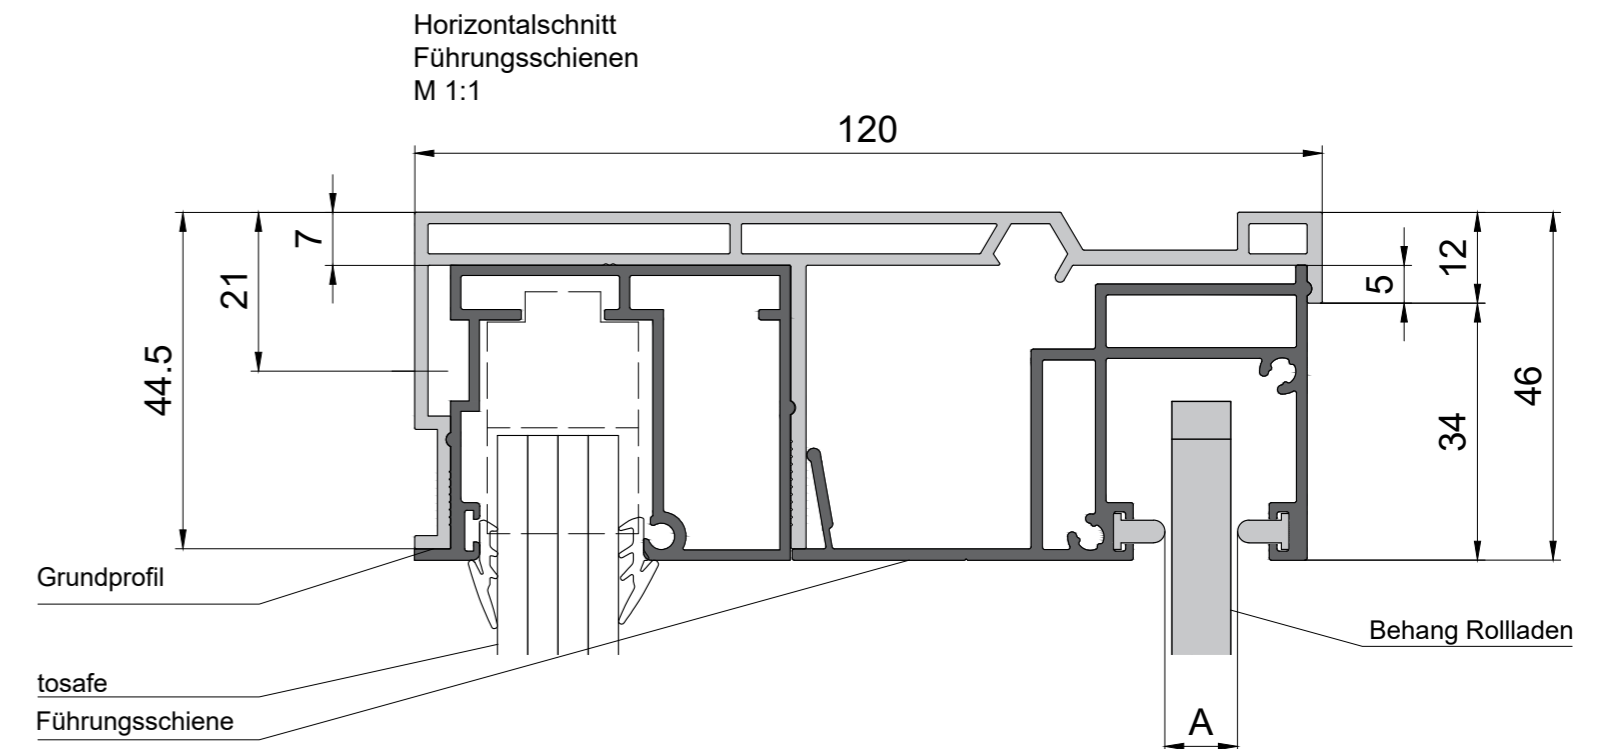 Horizontalschnitt
Führungsschienen
M 1:1
120
7
21
44.5
12
5
34
46
Grundprofil
tosafe
Führungsschiene
Behang Rollladen
A